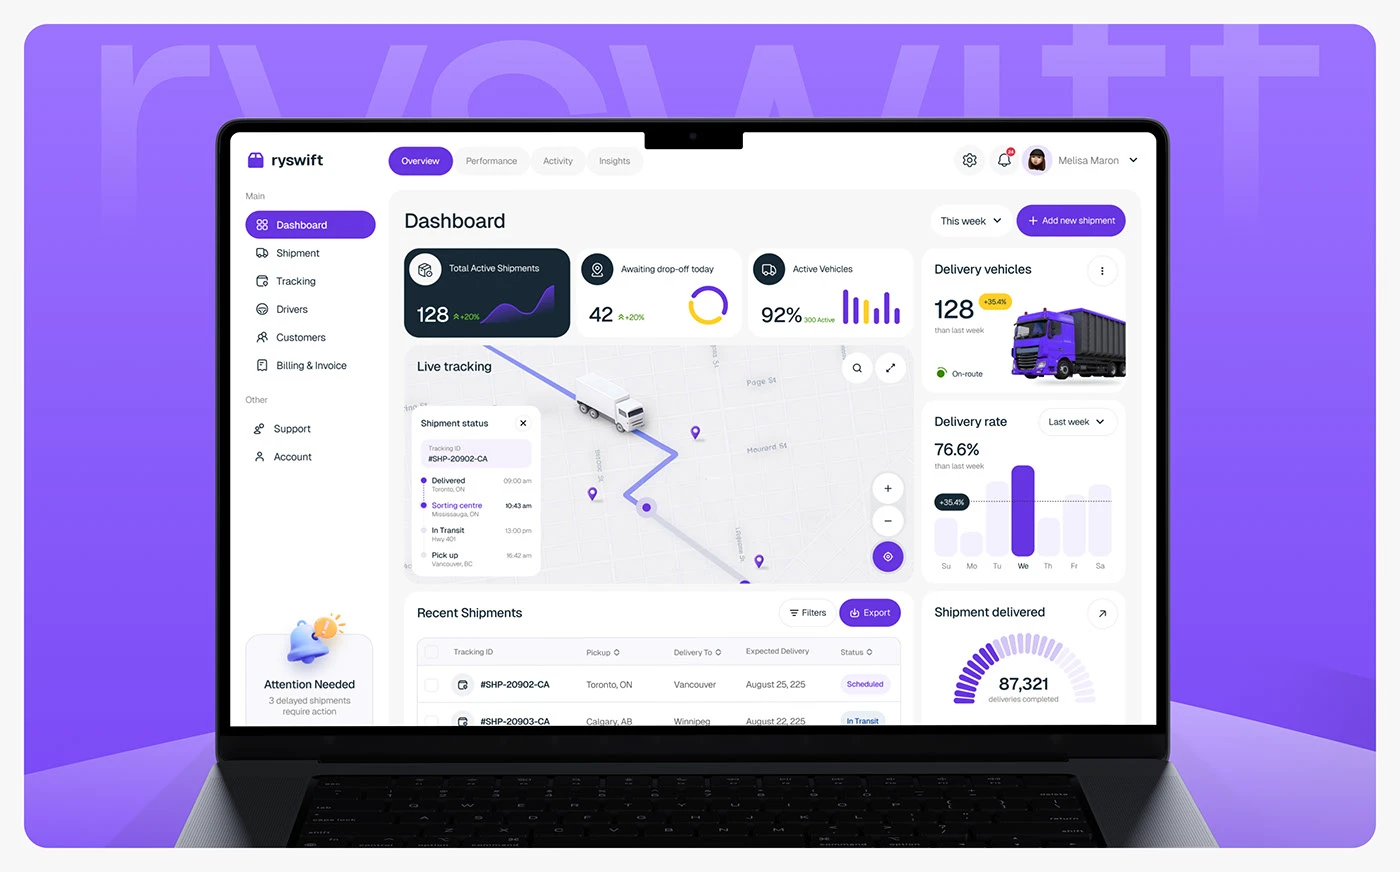 ryswift
ryswift
Overview
Performance
Activity
Insights
24
Melisa Maron
Main
Dashboard
Shipment
Tracking
Drivers
Customers
Billing & Invoice
Other
Support
Account
Attention Needed
3 delayed shipments
require action
Dashboard
This week
+ Add new shipment
Total Active Shipments
128
+20%
Awaiting drop-off today
42
+20%
Active Vehicles
92%
300 Active
Live tracking
Page St
Shipment status
Tracking ID
#SHP-20902-CA
Delivered 09:00 am
Toronto, ON
Sorting centre 10:43 am
Mississauga, ON
In Transit 13:00 pm
Hwy 401
Pick up 16:42 am
Vancouver, BC
Delivery vehicles
128
+35.4%
than last week
On-route
Delivery rate
Last week
76.6%
than last week
+35.4%
Su Mo Tu We Th Fr Sa
Recent Shipments
Filters
Export
Tracking ID Pickup Delivery To Expected Delivery Status
#SHP-20902-CA Toronto, ON Vancouver August 25, 225 Scheduled
#SHP-20903-CA Calgary, AB Winnipeg August 22, 225 In Transit
Shipment delivered
87,321
deliveries completed